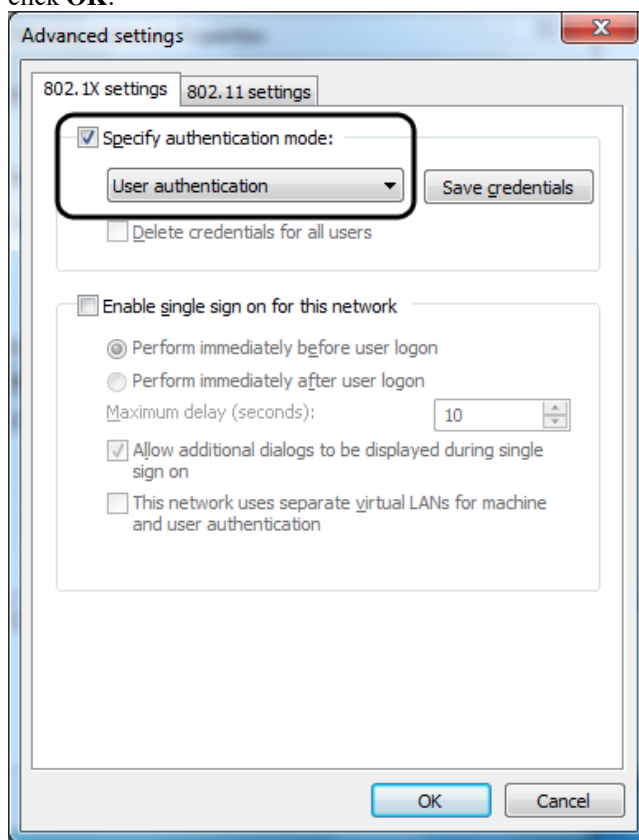 click OK.
Advanced settings
802.1X settings 802.11 settings
Specify authentication mode:
User authentication Save credentials
Delete credentials for all users
Enable single sign on for this network
Perform immediately before user logon
Perform immediately after user logon
Maximum delay (seconds): 10
Allow additional dialogs to be displayed during single
sign on
This network uses separate virtual LANs for machine
and user authentication
OK Cancel